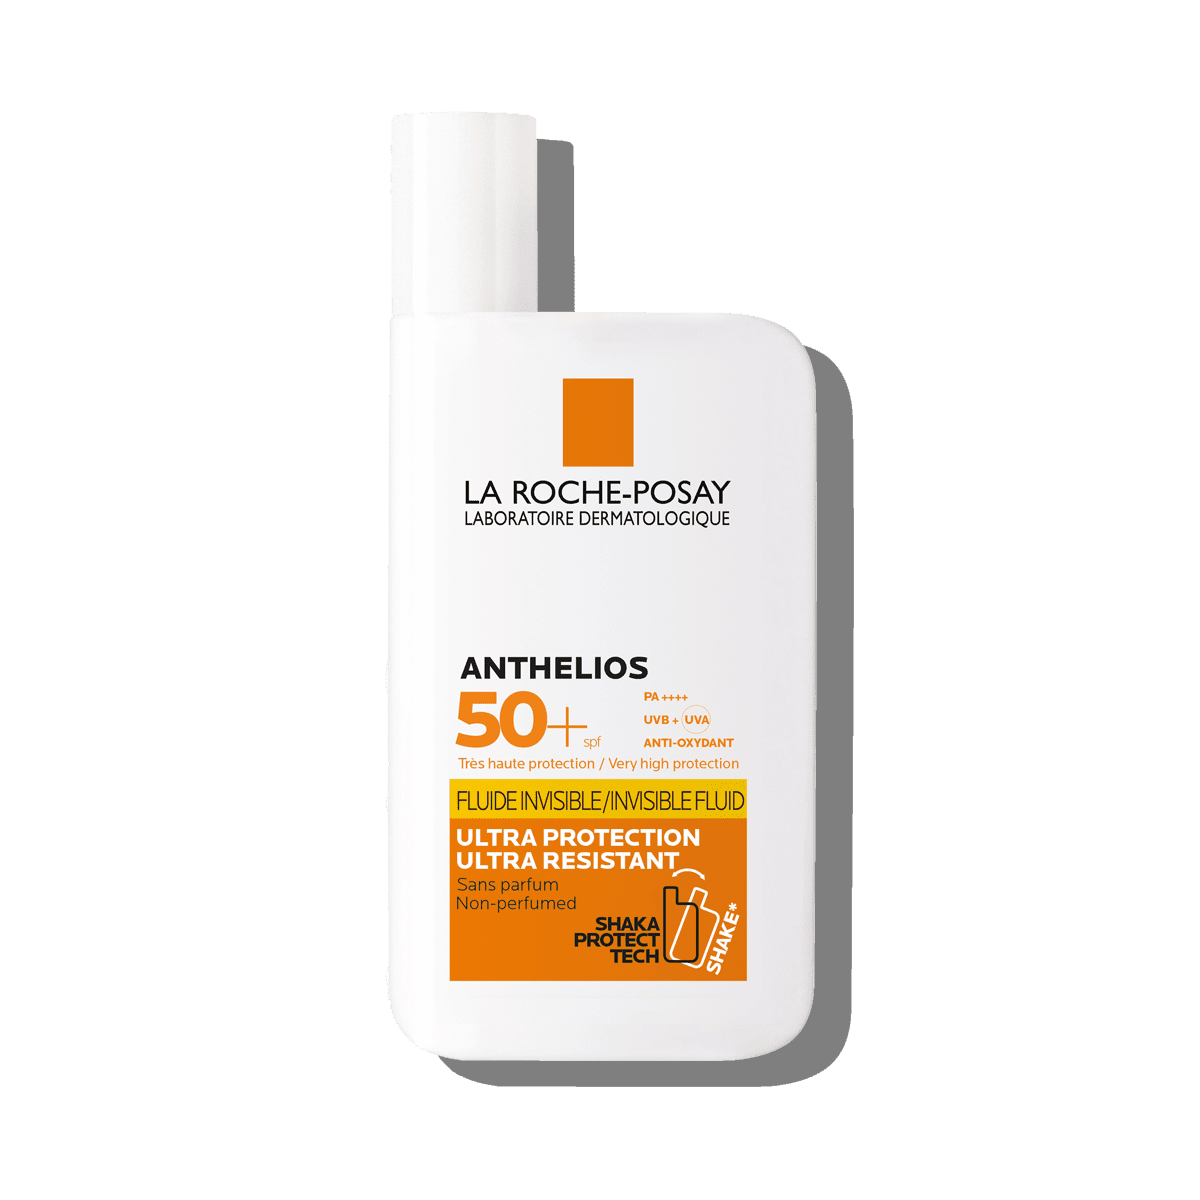 LA ROCHE-POSAY
LABORATOIRE DERMATOLOGIQUE
ANTHELIOS
50+ spf
PA ++++
UVB + UVA
ANTI-OXYDANT
Très haute protection / Very high protection
FLUIDE INVISIBLE/INVISIBLE FLUID
ULTRA PROTECTION
ULTRA RESISTANT
Sans parfum
Non-perfumed
SHAKA
PROTECT
TECH
SHAKE*